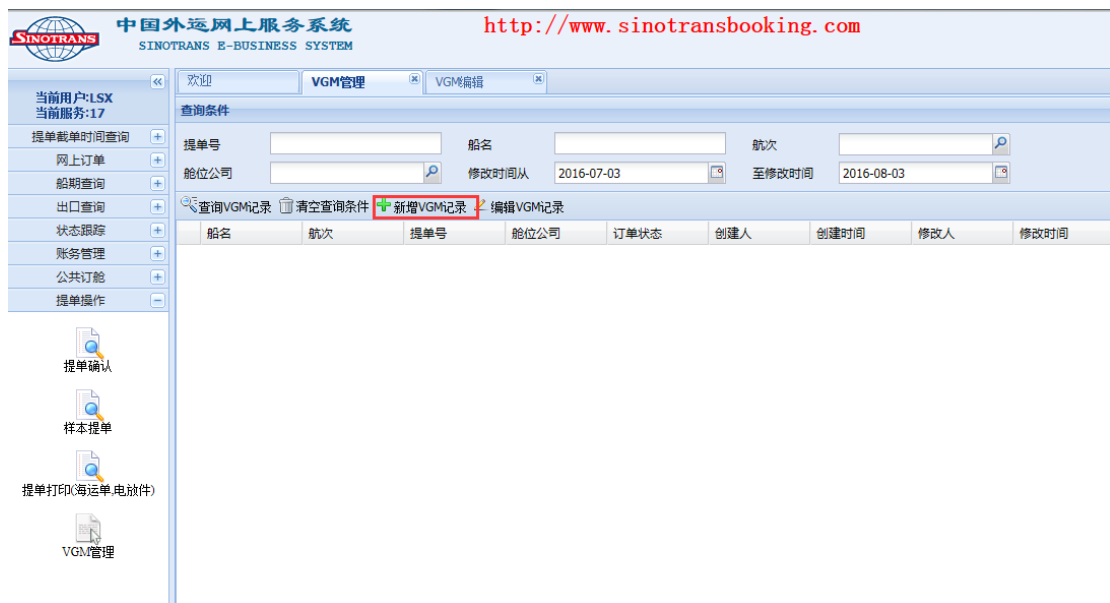 SINOTRANS
中国外运网上服务系统
http://www.sinotransbooking.com
SINOTRANS E-BUSINESS SYSTEM
当前用户:LSX
当前服务:17
提单截单时间查询
网上订单
船期查询
出口查询
状态跟踪
账务管理
公共订舱
提单操作
提单确认
样本提单
提单打印(海运单,电放件)
VGM管理
欢迎 VGM管理 VGM编辑
查询条件
提单号 船名 航次
舱位公司 修改时间从 2016-07-03 至修改时间 2016-08-03
查询VGM记录 清空查询条件 新增VGM记录 编辑VGM记录
船名 航次 提单号 舱位公司 订单状态 创建人 创建时间 修改人 修改时间